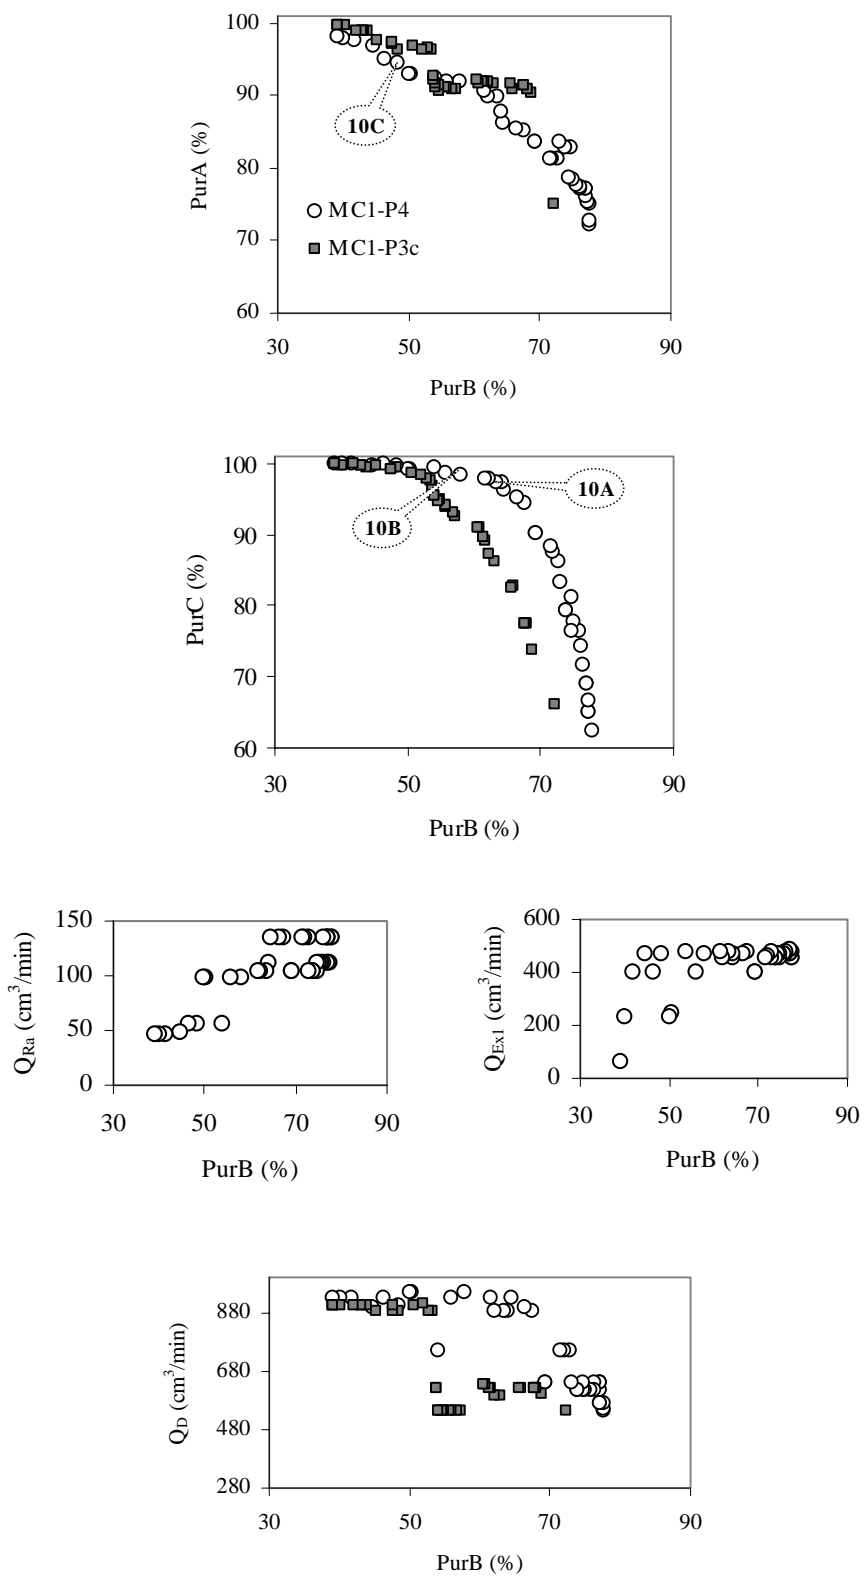 100
90
80
70
60
PurA (%)
10C
MC1-P4
MC1-P3c
30 50 70 90
PurB (%)
100
90
80
70
60
PurC (%)
10A
10B
30 50 70 90
PurB (%)
150
100
50
0
Q_Ra (cm³/min)
30 50 70 90
PurB (%)
600
400
200
0
Q_Ex1 (cm³/min)
30 50 70 90
PurB (%)
880
680
480
280
Q_D (cm³/min)
30 50 70 90
PurB (%)